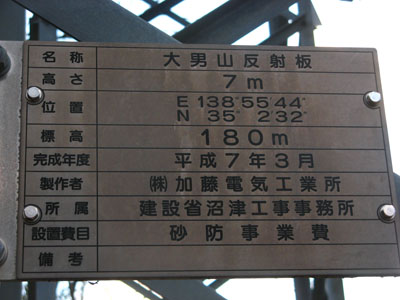 名称 大男山反射板
高さ 7m
位置 E 138°55′44″
N 35° 2′32″
標高 180m
完成年度 平成7年3月
製作者 ㈱加藤電気工業所
所属 建設省沼津工事事務所
設置費目 砂防事業費
備考